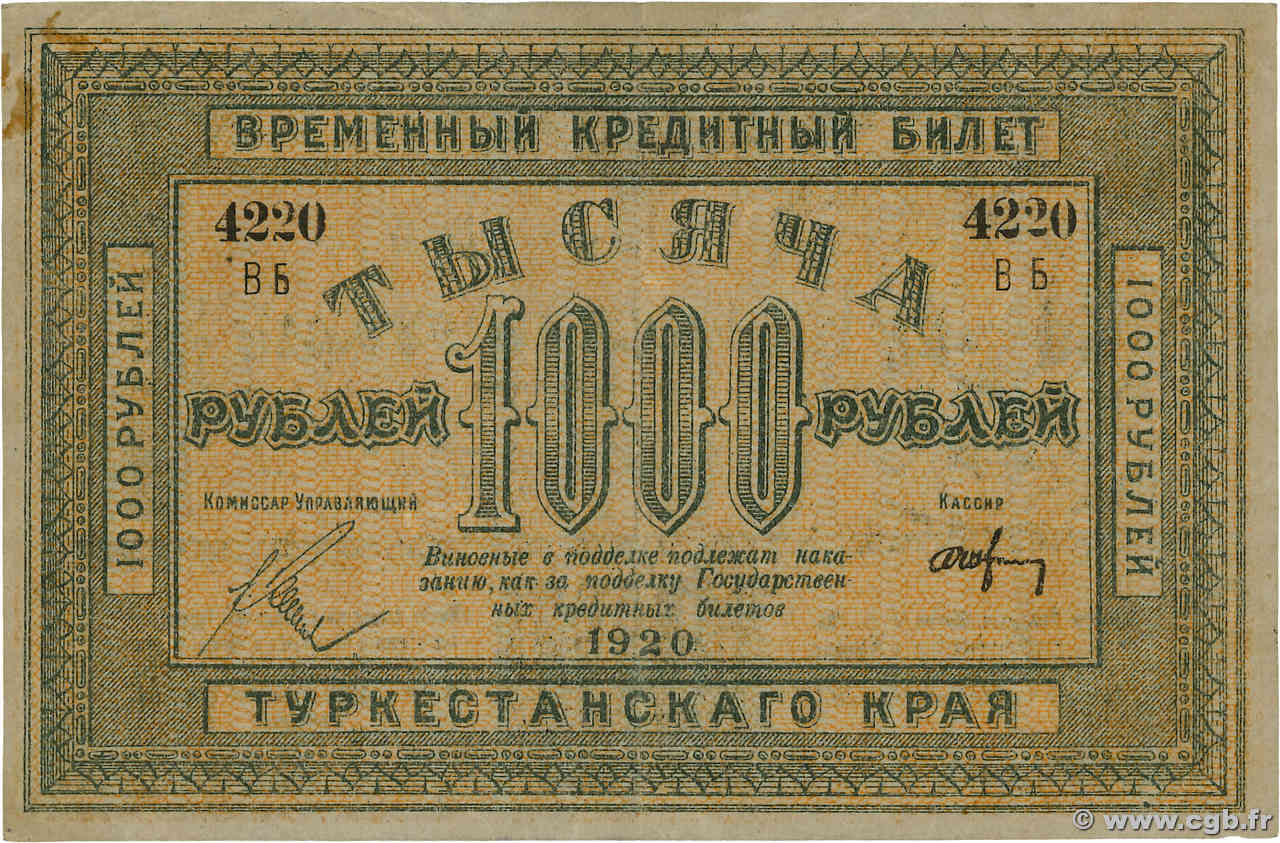 ВРЕМЕННЫЙ КРЕДИТНЫЙ БИЛЕТ
4220 4220
ВБ ВБ
ТЫСЯЧА
1000 РУБЛЕЙ
РУБЛЕЙ 1000 РУБЛЕЙ
1000 РУБЛЕЙ
Комиссар Управляющий
Кассир
Виновные в подделке подлежат нака-
занию, как за подделку Государствен-
ных кредитных билетов
1920
ТУРКЕСТАНСКАГО КРАЯ
© www.cgb.fr